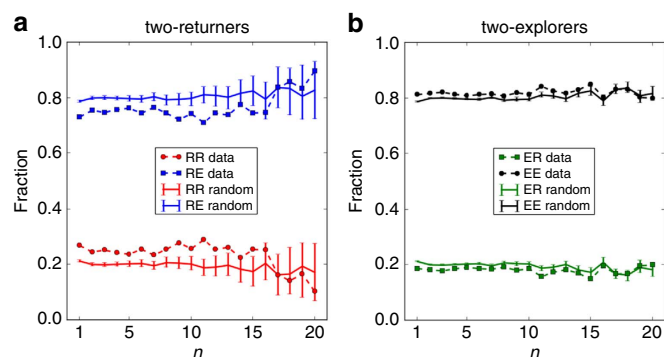 a
two-returners
1.0
0.8
0.6
0.4
0.2
0.0
Fraction
RR data
RE data
RR random
RE random
1 5 10 15 20
n
b
two-explorers
1.0
0.8
0.6
0.4
0.2
0.0
Fraction
ER data
EE data
ER random
EE random
1 5 10 15 20
n